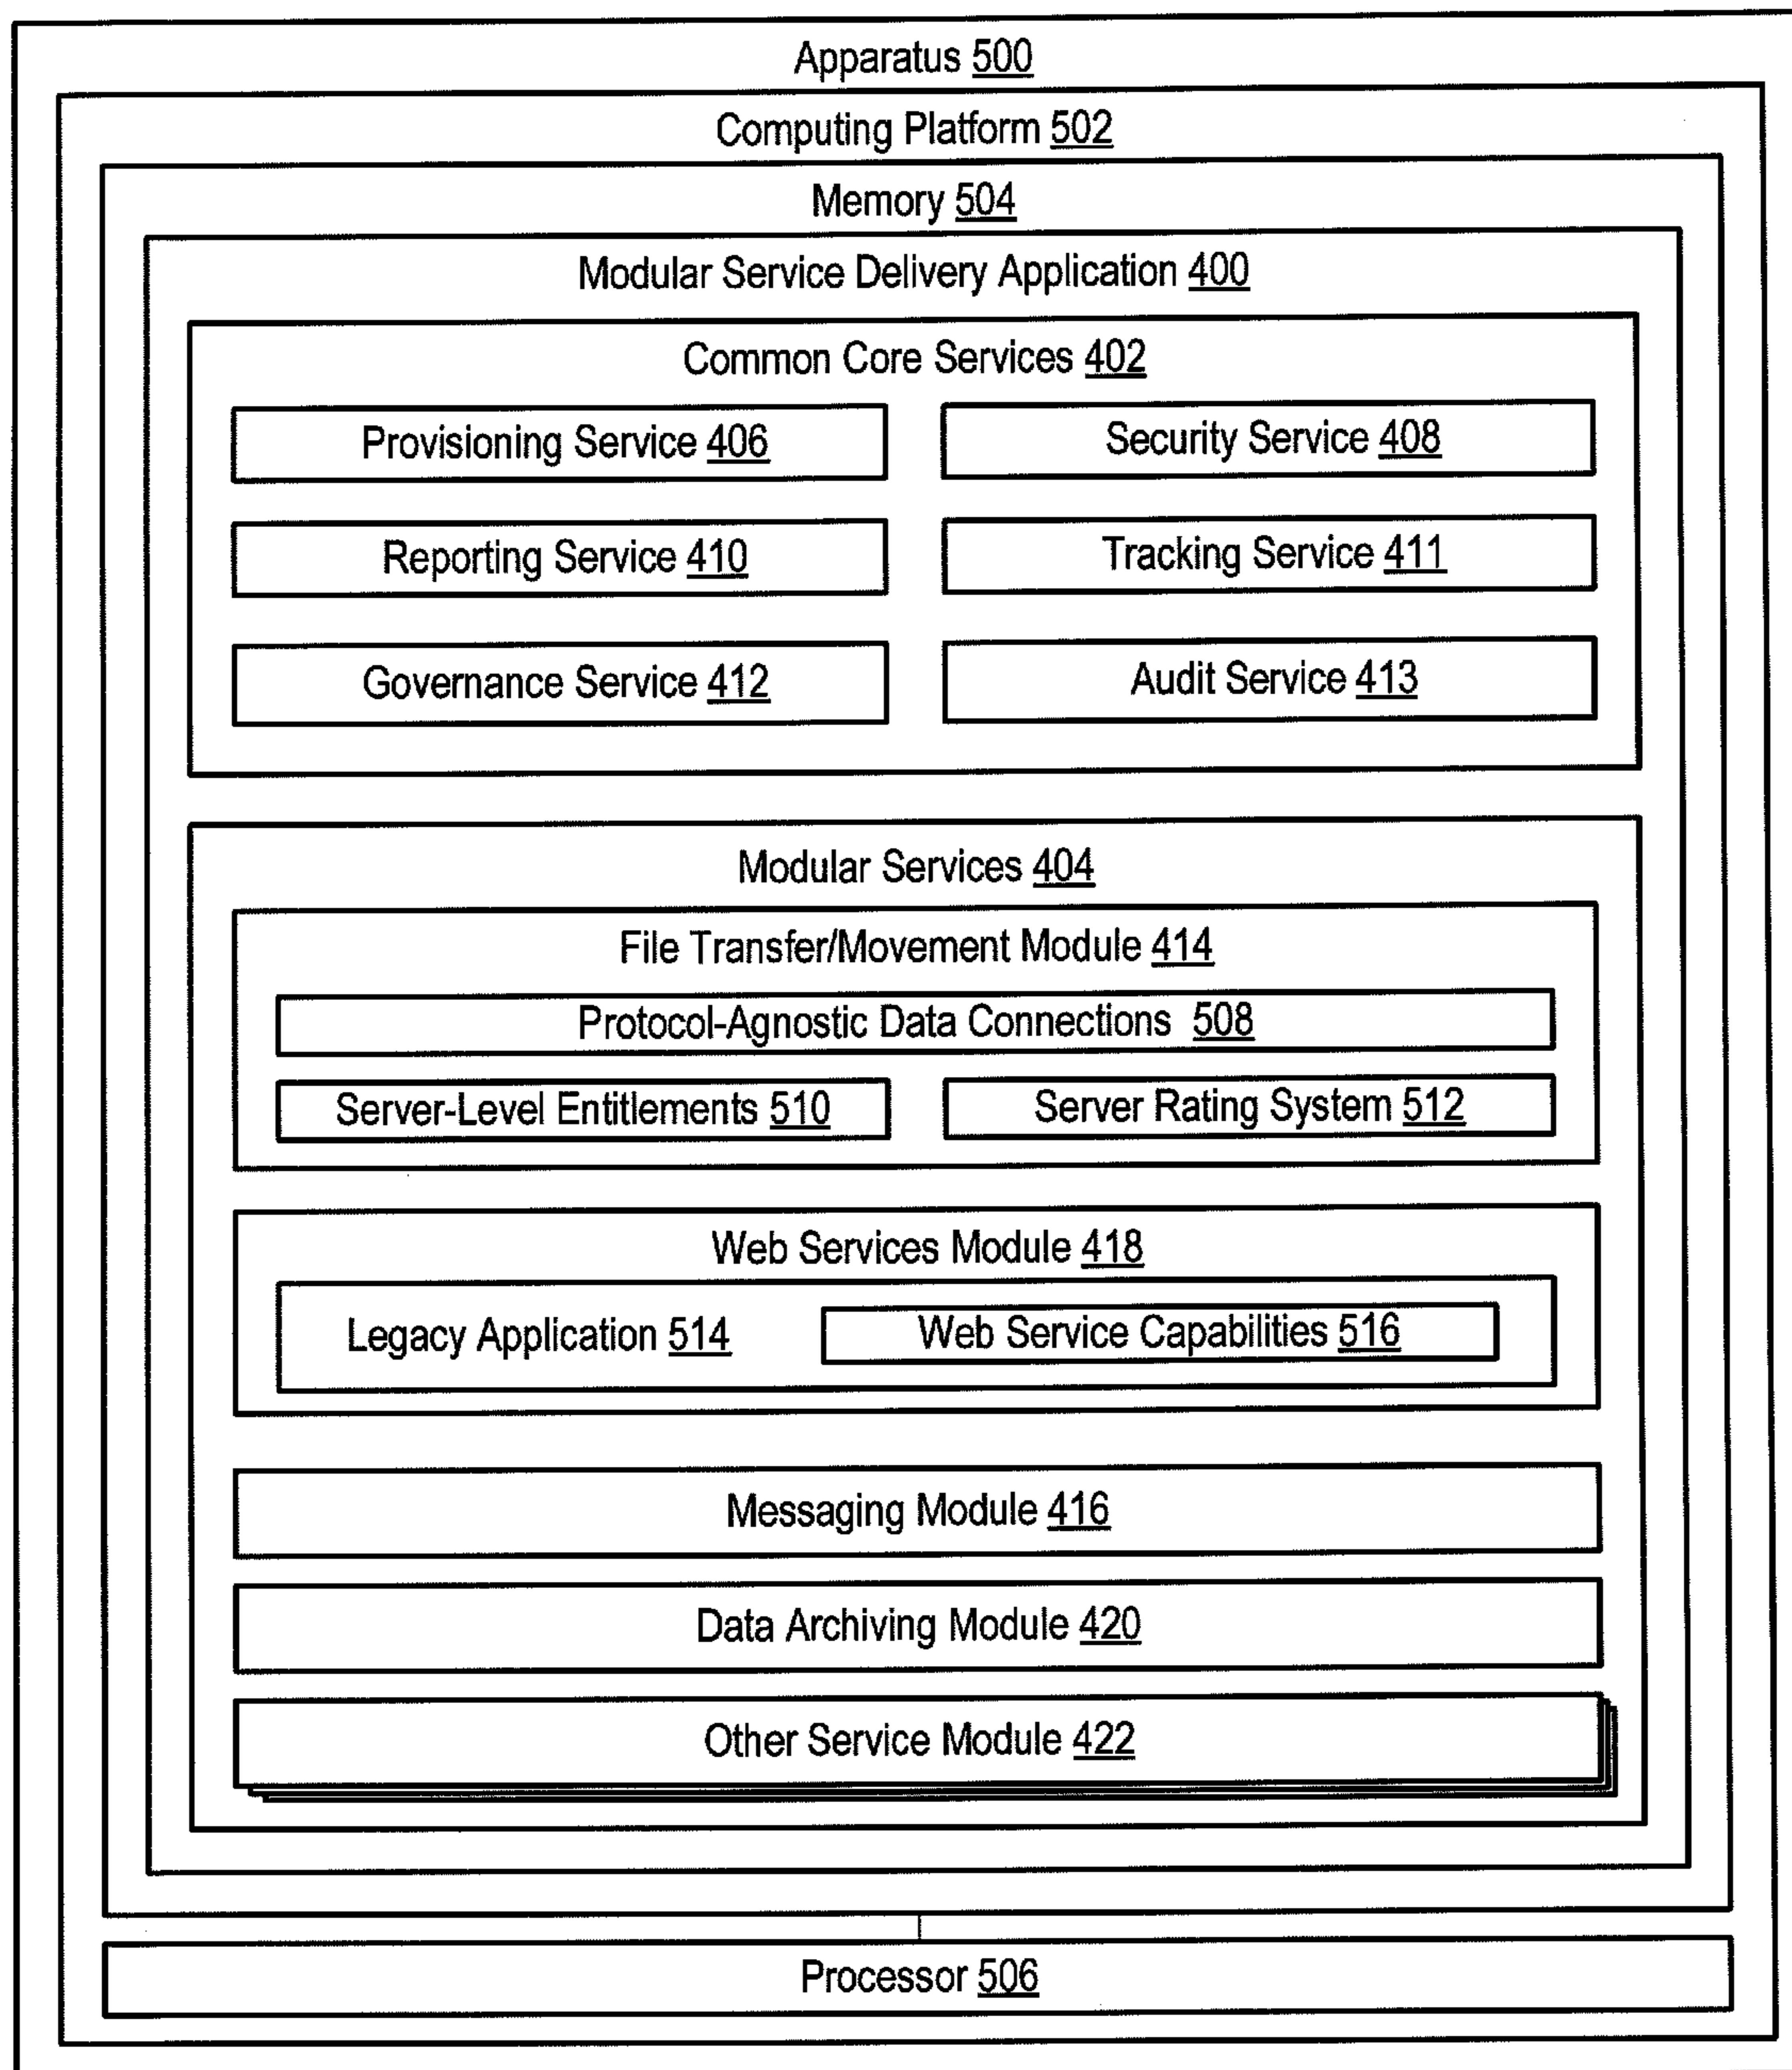 Apparatus 500
Computing Platform 502
Memory 504
Modular Service Delivery Application 400
Common Core Services 402
Provisioning Service 406
Security Service 408
Reporting Service 410
Tracking Service 411
Governance Service 412
Audit Service 413
Modular Services 404
File Transfer/Movement Module 414
Protocol-Agnostic Data Connections 508
Server-Level Entitlements 510
Server Rating System 512
Web Services Module 418
Legacy Application 514
Web Service Capabilities 516
Messaging Module 416
Data Archiving Module 420
Other Service Module 422
Processor 506